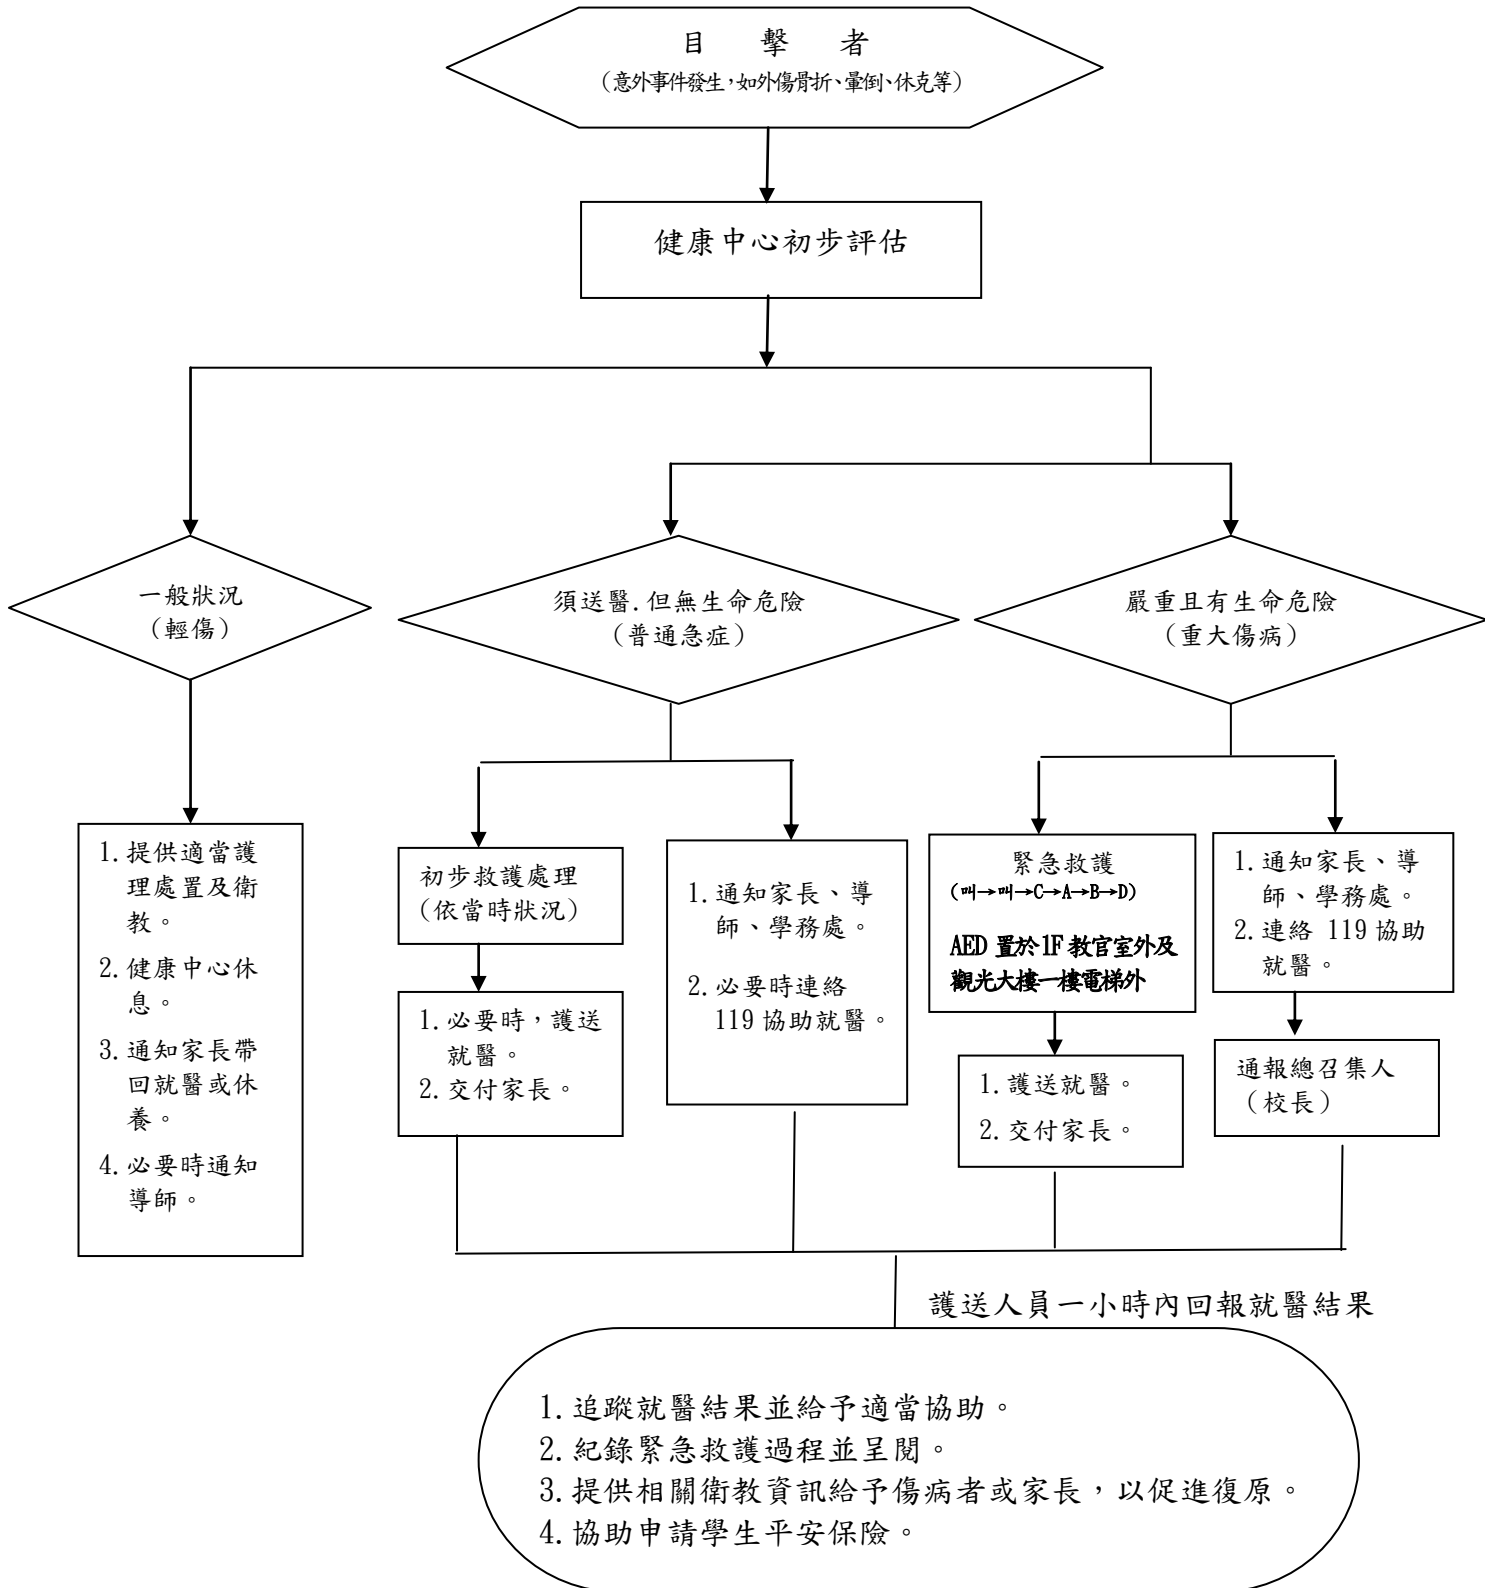 目　擊　者
(意外事件發生，如外傷骨折、暈倒、休克等)
健康中心初步評估
一般狀況
(輕傷)
須送醫.但無生命危險
(普通急症)
嚴重且有生命危險
(重大傷病)
1.提供適當護
理處置及衛
教。
2.健康中心休
息。
3.通知家長帶
回就醫或休
養。
4.必要時通知
導師。
初步救護處理
(依當時狀況)
1.必要時，護送
就醫。
2.交付家長。
1.通知家長、導
師、學務處。
2.必要時連絡
119 協助就醫。
緊急救護
(叫→叫→C→A→B→D)
AED 置於 1F 教官室外及
觀光大樓一樓電梯外
1.護送就醫。
2.交付家長。
1.通知家長、導
師、學務處。
2.連絡 119 協助
就醫。
通報總召集人
(校長)
護送人員一小時內回報就醫結果
1.追蹤就醫結果並給予適當協助。
2.紀錄緊急救護過程並呈閱。
3.提供相關衛教資訊給予傷病者或家長，以促進復原。
4.協助申請學生平安保險。